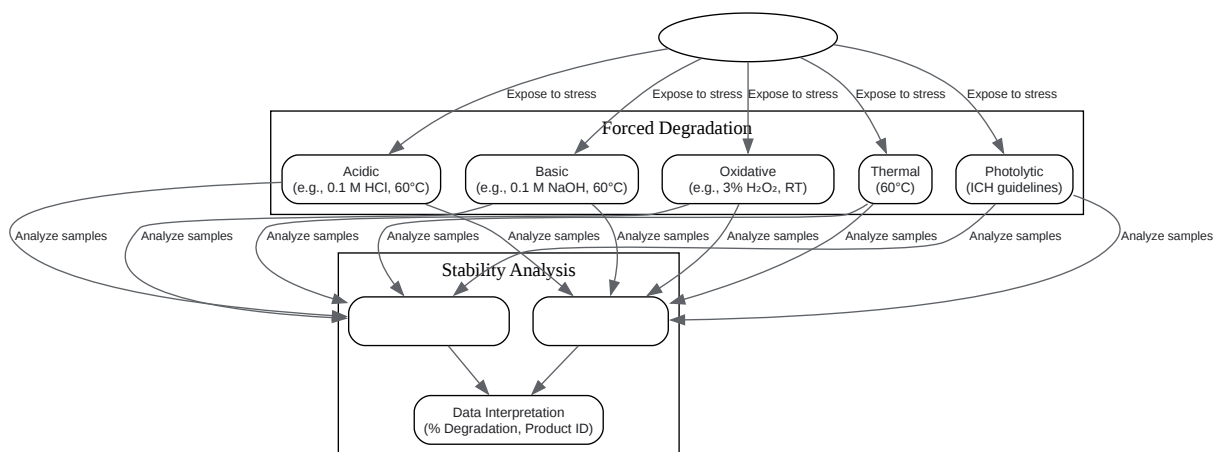 Expose to stress
Expose to stress
Expose to stress
Expose to stress
Expose to stress
Forced Degradation
Acidic
(e.g., 0.1 M HCl, 60°C)
Basic
(e.g., 0.1 M NaOH, 60°C)
Oxidative
(e.g., 3% H₂O₂, RT)
Thermal
(60°C)
Photolytic
(ICH guidelines)
Analyze samples
Analyze samples
Analyze samples
Analyze samples
Analyze samples
Analyze samples
Analyze samples
Analyze samples
Analyze samples
Analyze samples
Stability Analysis
Data Interpretation
(% Degradation, Product ID)